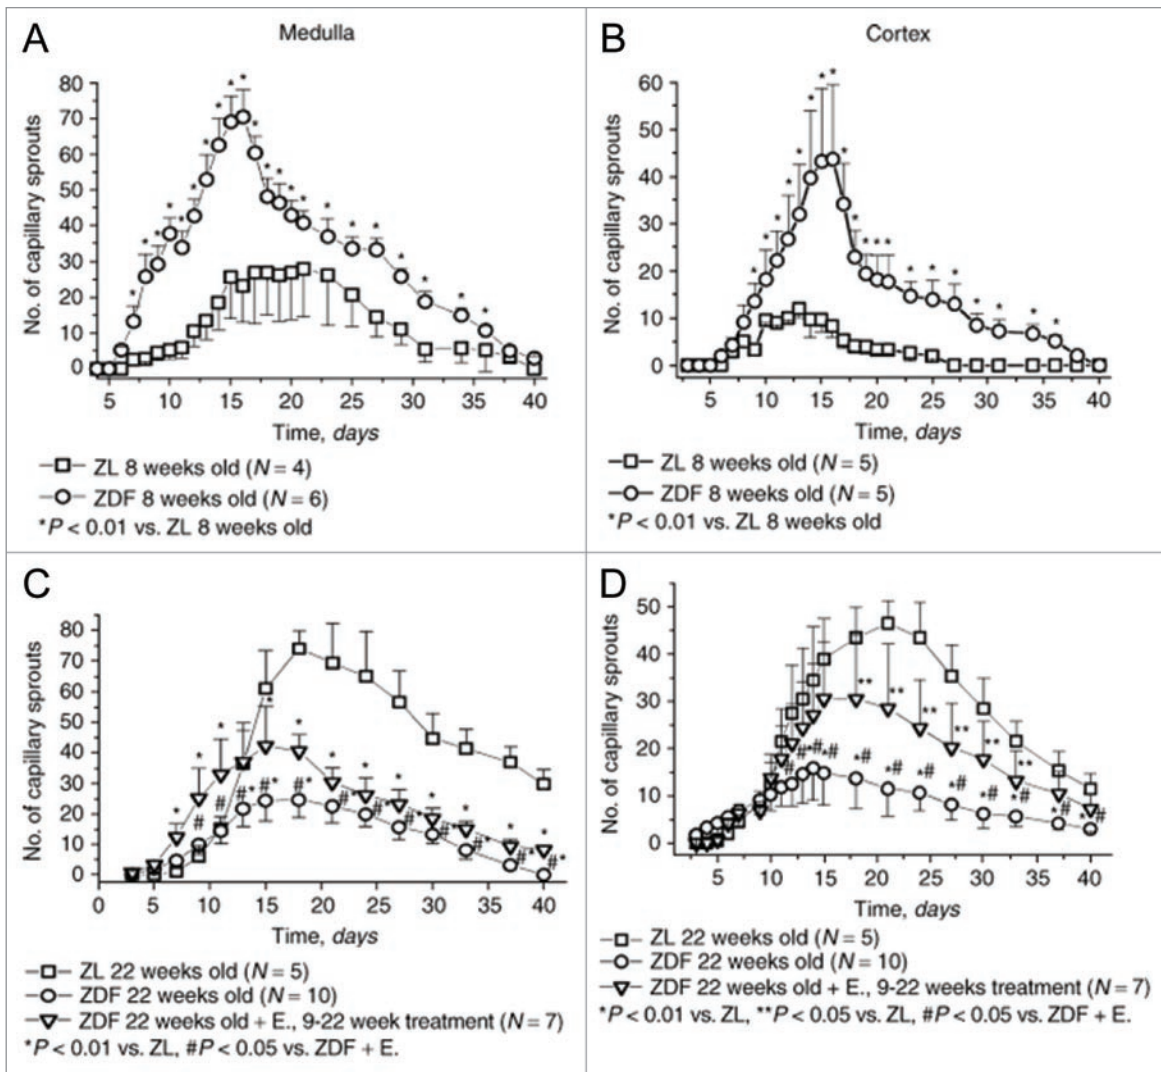 A
Medulla
No. of capillary sprouts
80
70
60
50
40
30
20
10
0
5 10 15 20 25 30 35 40
Time, days
ZL 8 weeks old (N = 4)
ZDF 8 weeks old (N = 6)
*P < 0.01 vs. ZL 8 weeks old
B
Cortex
No. of capillary sprouts
60
50
40
30
20
10
0
5 10 15 20 25 30 35 40
Time, days
ZL 8 weeks old (N = 5)
ZDF 8 weeks old (N = 5)
*P < 0.01 vs. ZL 8 weeks old
C
No. of capillary sprouts
80
70
60
50
40
30
20
10
0
0 5 10 15 20 25 30 35 40
Time, days
ZL 22 weeks old (N = 5)
ZDF 22 weeks old (N = 10)
ZDF 22 weeks old + E., 9-22 week treatment (N = 7)
*P < 0.01 vs. ZL, #P < 0.05 vs. ZDF + E.
D
No. of capillary sprouts
50
40
30
20
10
0
5 10 15 20 25 30 35 40
Time, days
ZL 22 weeks old (N = 5)
ZDF 22 weeks old (N = 10)
ZDF 22 weeks old + E., 9-22 weeks treatment (N = 7)
*P < 0.01 vs. ZL, **P < 0.05 vs. ZL, #P < 0.05 vs. ZDF + E.